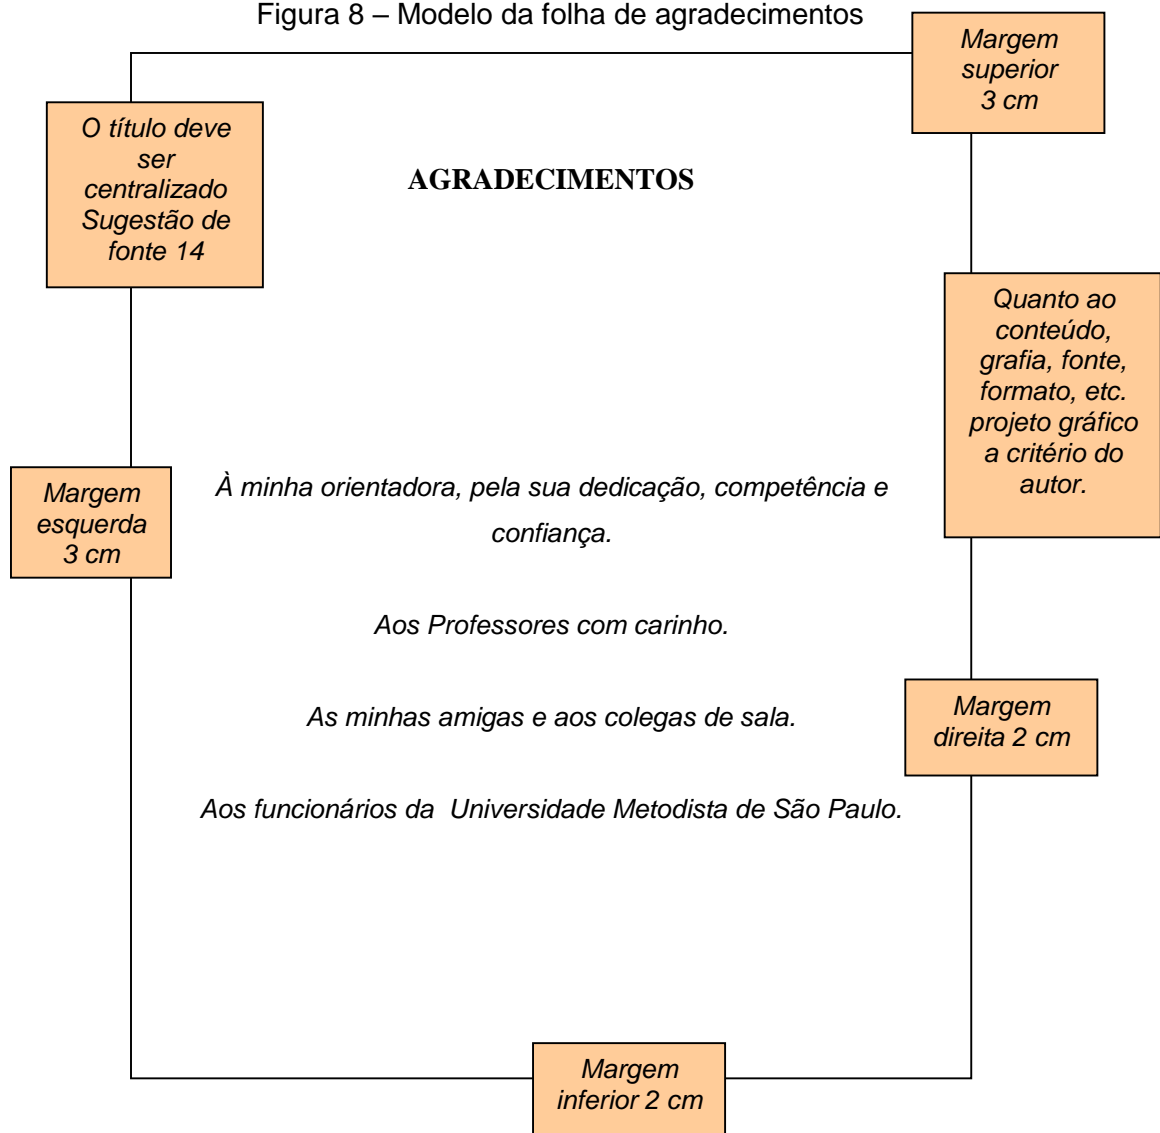 Figura 8 – Modelo da folha de agradecimentos
Margem
superior
3 cm
O título deve
ser
centralizado
Sugestão de
fonte 14
AGRADECIMENTOS
Quanto ao
conteúdo,
grafia, fonte,
formato, etc.
projeto gráfico
a critério do
autor.
Margem
esquerda
3 cm
À minha orientadora, pela sua dedicação, competência e
confiança.
Aos Professores com carinho.
As minhas amigas e aos colegas de sala.
Margem
direita 2 cm
Aos funcionários da  Universidade Metodista de São Paulo.
Margem
inferior 2 cm